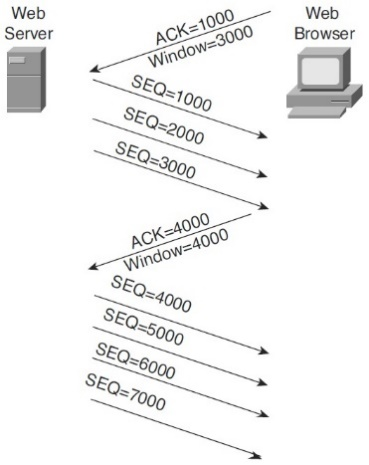 Web
Server
Web
Browser
ACK=1000
Window=3000
SEQ=1000
SEQ=2000
SEQ=3000
ACK=4000
Window=4000
SEQ=4000
SEQ=5000
SEQ=6000
SEQ=7000